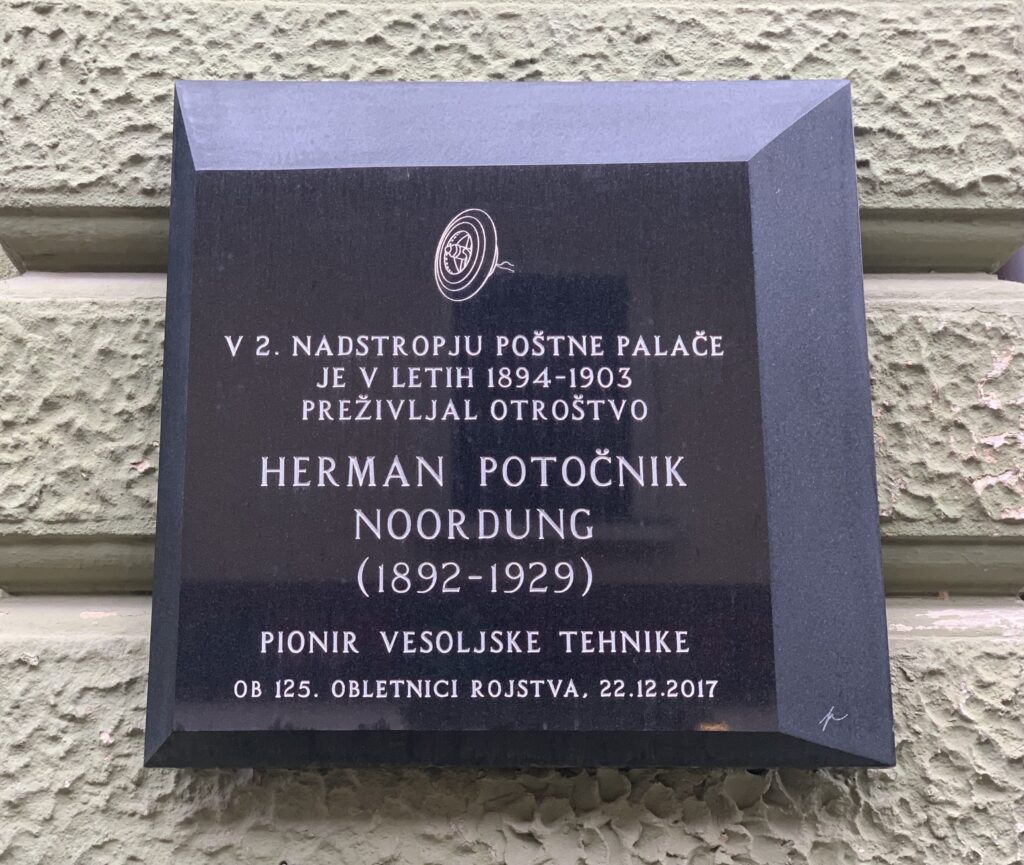 V 2. NADSTROPJU POŠTNE PALAČE
JE V LETIH 1894-1903
PREŽIVLJAL OTROŠTVO
HERMAN POTOČNIK
NOORDUNG
(1892-1929)
PIONIR VESOLJSKE TEHNIKE
OB 125. OBLETNICI ROJSTVA, 22.12.2017